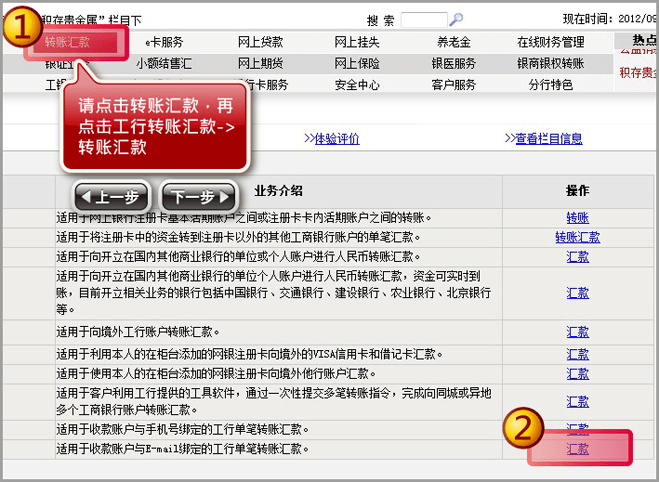 1
积存贵金属”栏目下
搜 索
现在时间：2012/09
转账汇款 e卡服务 网上贷款 网上挂失 养老金 在线财务管理 热点
银证业 小额结售汇 网上期货 网上保险 银医服务 银商银权转账
工银 行卡服务 安全中心 客户服务 分行特色 积存贵金
请点击转账汇款，再
点击工行转账汇款->
转账汇款
>>体验评价 >>查看栏目信息
上一步 下一步
业务介绍 操作
适用于网上银行注册卡基本活期账户之间或注册卡卡内活期账户之间的转账。 转账
适用于将注册卡中的资金转到注册卡以外的其他工商银行账户的单笔汇款。 转账汇款
适用于向开立在国内其他商业银行的单位或个人账户进行人民币转账汇款。 汇款
适用于向开立在国内其他商业银行的单位个人账户进行人民币转账汇款，资金可实时到
账，目前开立相关业务的银行包括中国银行、交通银行、建设银行、农业银行、北京银行 汇款
等。
适用于向境外工行账户转账汇款。 汇款
适用于利用本人的在柜台添加的网银注册卡向境外的VISA信用卡和借记卡汇款。 汇款
适用于使用本人的在柜台添加的网银注册卡向境外他行账户汇款。 汇款
适用于客户利用工行提供的工具软件，通过一次性提交多笔转账指令，完成向同城或异地
多个工商银行账户转账汇款。 汇款
适用于收款账户与手机号绑定的工行单笔转账汇款。 汇款
2
适用于收款账户与E-mail绑定的工行单笔转账汇款。 汇款